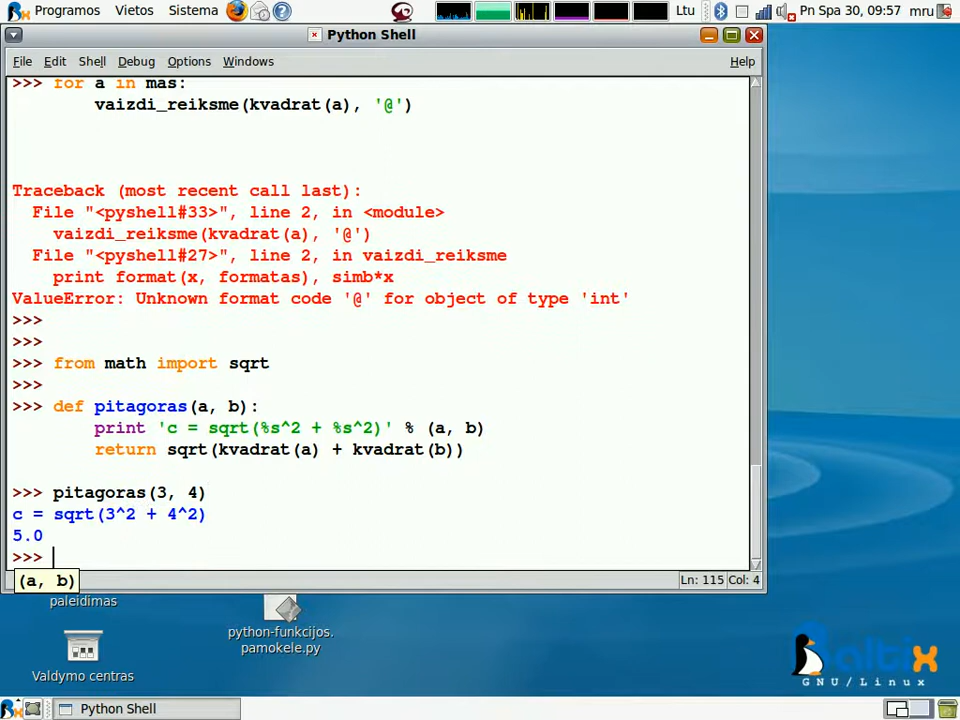 Programos Vietos Sistema Ltu Pn Spa 30, 09:57 mru
Python Shell
File Edit Shell Debug Options Windows Help
>>> for a in mas:
vaizdi_reiksme(kvadrat(a), '@')
Traceback (most recent call last):
File "<pyshell#33>", line 2, in <module>
vaizdi_reiksme(kvadrat(a), '@')
File "<pyshell#27>", line 2, in vaizdi_reiksme
print format(x, formatas), simb*x
ValueError: Unknown format code '@' for object of type 'int'
>>>
>>>
>>> from math import sqrt
>>>
>>> def pitagoras(a, b):
print 'c = sqrt(%s^2 + %s^2)' % (a, b)
return sqrt(kvadrat(a) + kvadrat(b))
>>> pitagoras(3, 4)
c = sqrt(3^2 + 4^2)
5.0
>>>
(a, b)
Ln: 115 Col: 4
paleidimas
python-funkcijos.
pamokele.py
Valdymo centras
Baltix
GNU/Linux
Python Shell